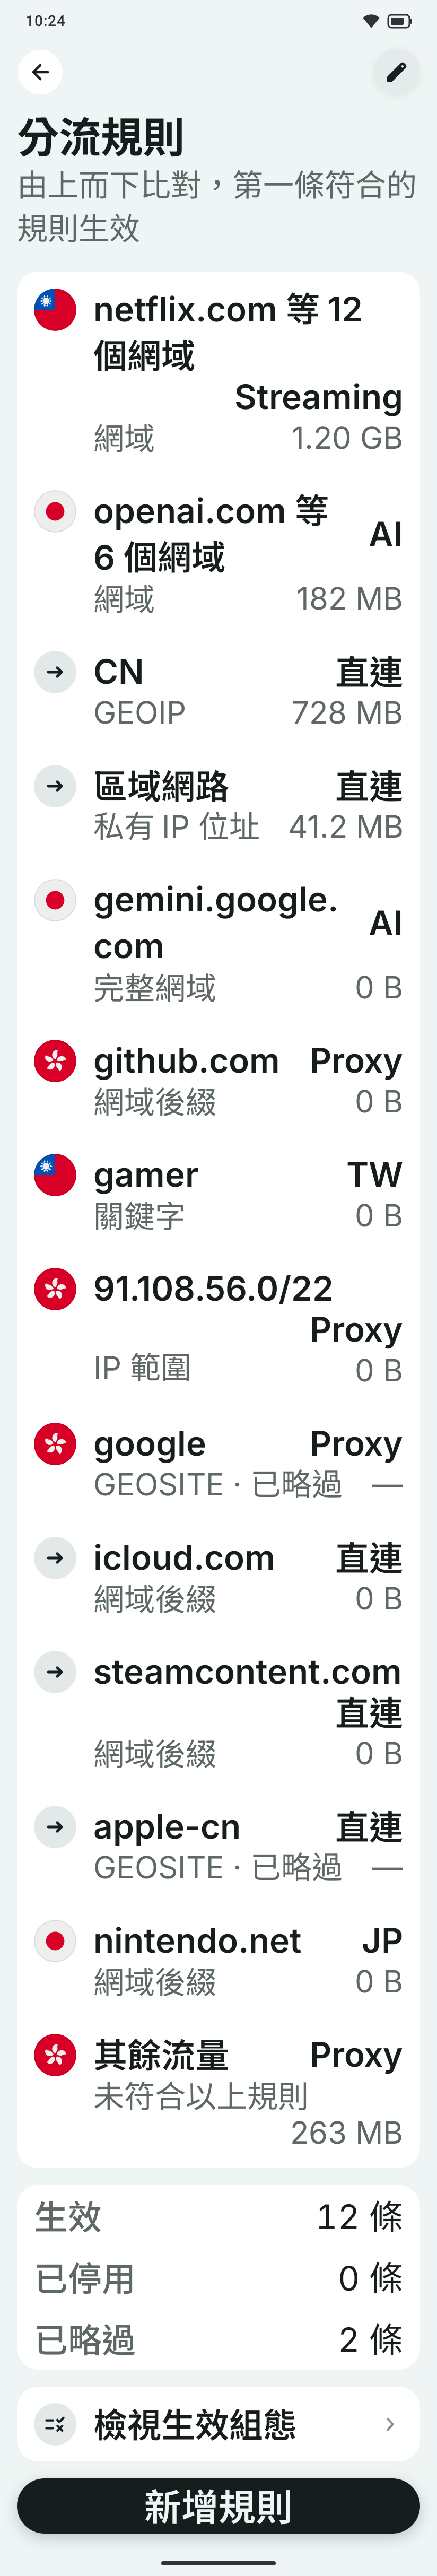 10:24
分流規則
由上而下比對，第一條符合的
規則生效
netflix.com 等 12
個網域
Streaming
網域 1.20 GB
openai.com 等
6 個網域
AI
網域 182 MB
CN 直連
GEOIP 728 MB
區域網路 直連
私有 IP 位址 41.2 MB
gemini.google.
com
AI
完整網域 0 B
github.com Proxy
網域後綴 0 B
gamer TW
關鍵字 0 B
91.108.56.0/22
Proxy
IP 範圍 0 B
google Proxy
GEOSITE · 已略過 —
icloud.com 直連
網域後綴 0 B
steamcontent.com
直連
網域後綴 0 B
apple-cn 直連
GEOSITE · 已略過 —
nintendo.net JP
網域後綴 0 B
其餘流量 Proxy
未符合以上規則
263 MB
生效 12 條
已停用 0 條
已略過 2 條
檢視生效組態
新增規則